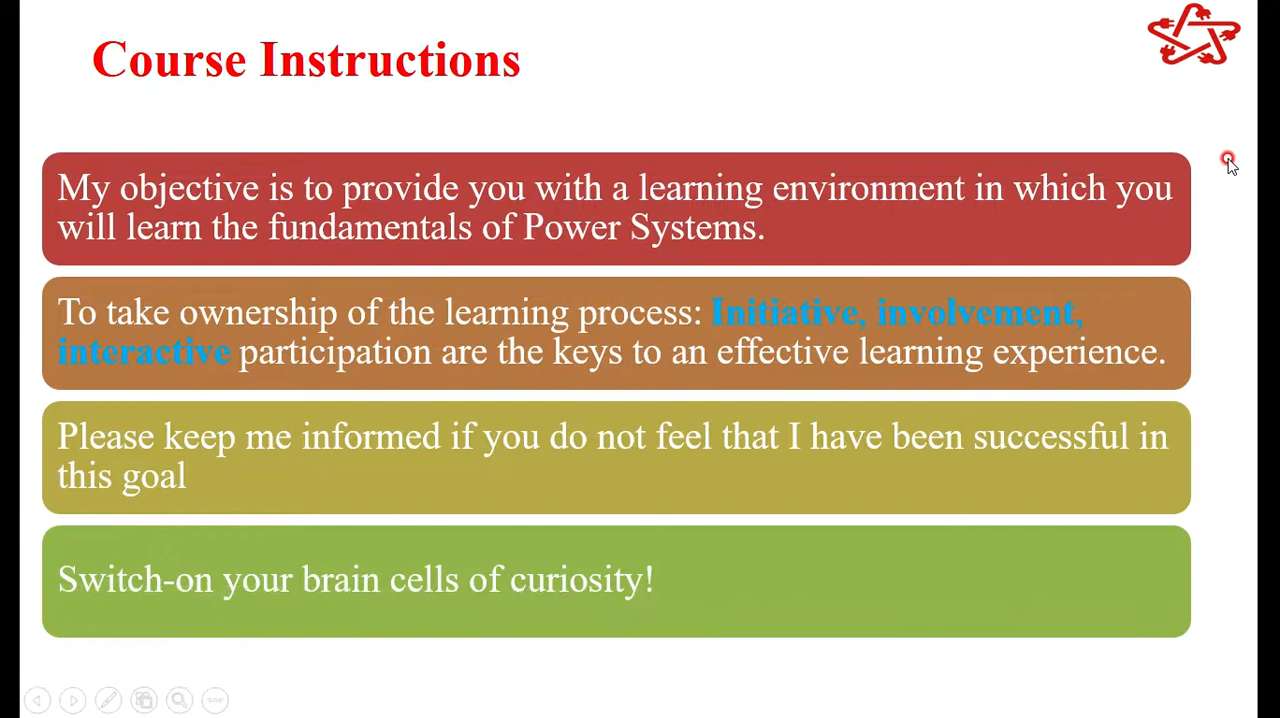 Course Instructions
My objective is to provide you with a learning environment in which you
will learn the fundamentals of Power Systems.
To take ownership of the learning process: Initiative, involvement,
interactive participation are the keys to an effective learning experience.
Please keep me informed if you do not feel that I have been successful in
this goal
Switch-on your brain cells of curiosity!